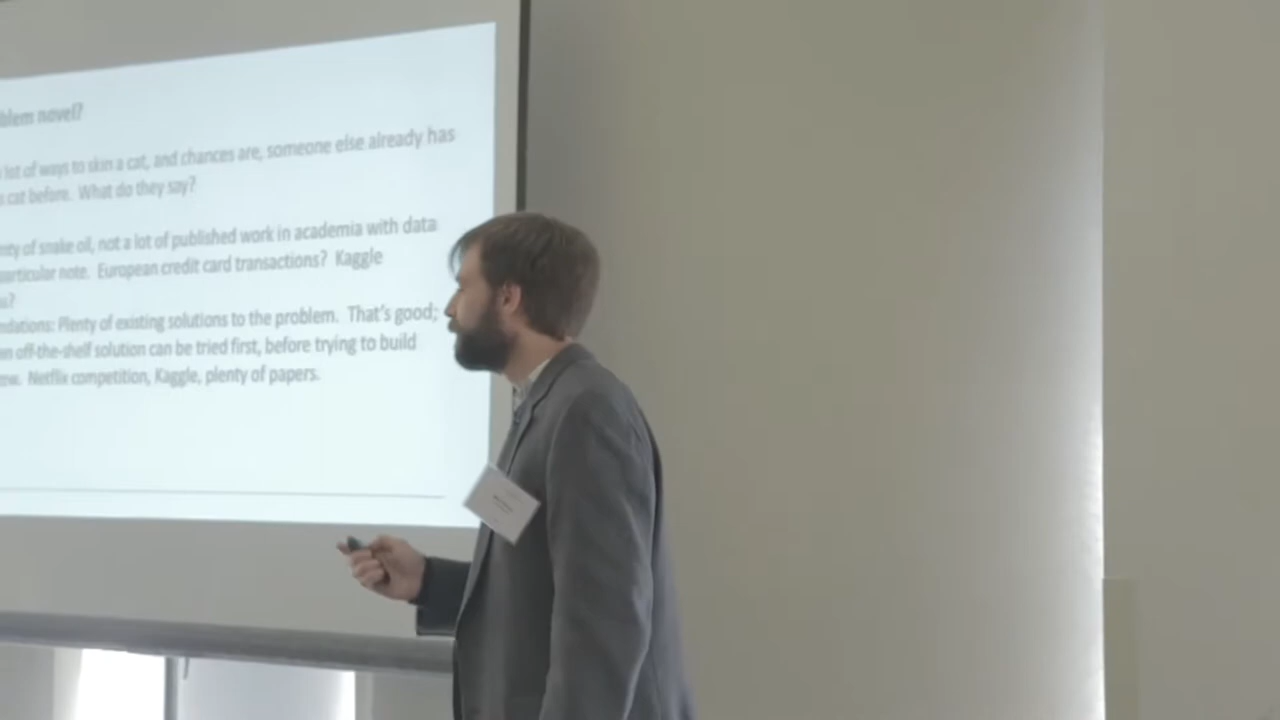 blem novel?
lot of ways to skin a cat, and chances are, someone else already has
cat before. What do they say?
nty of snake oil, not a lot of published work in academia with data
particular note. European credit card transactions? Kaggle
s?
ndations: Plenty of existing solutions to the problem. That's good;
an off-the-shelf solution can be tried first, before trying to build
new. Netflix competition, Kaggle, plenty of papers.